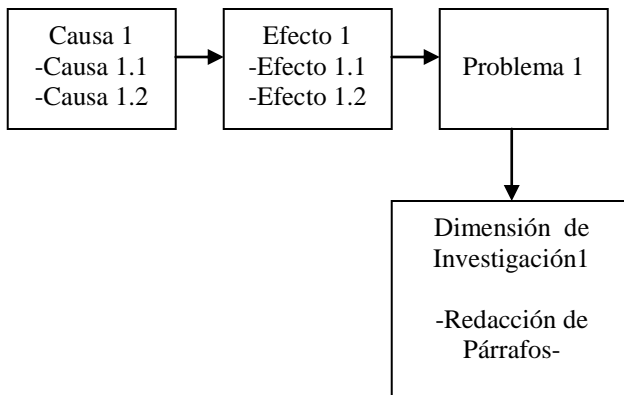 Causa 1
-Causa 1.1
-Causa 1.2
Efecto 1
-Efecto 1.1
-Efecto 1.2
Problema 1
Dimensión de
Investigación1
-Redacción de
Párrafos-